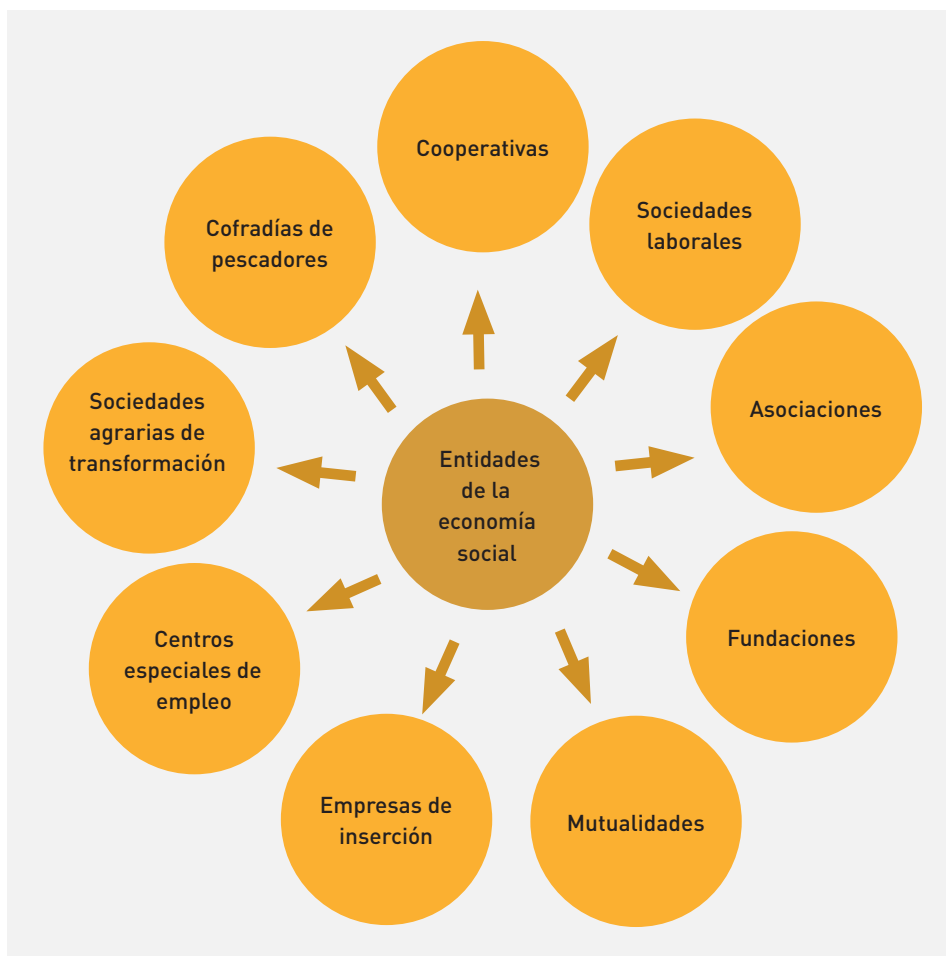 Cooperativas
Sociedades
laborales
Cofradías de
pescadores
Asociaciones
Sociedades
agrarias de
transformación
Entidades
de la
economía
social
Fundaciones
Centros
especiales de
empleo
Empresas de
inserción
Mutualidades